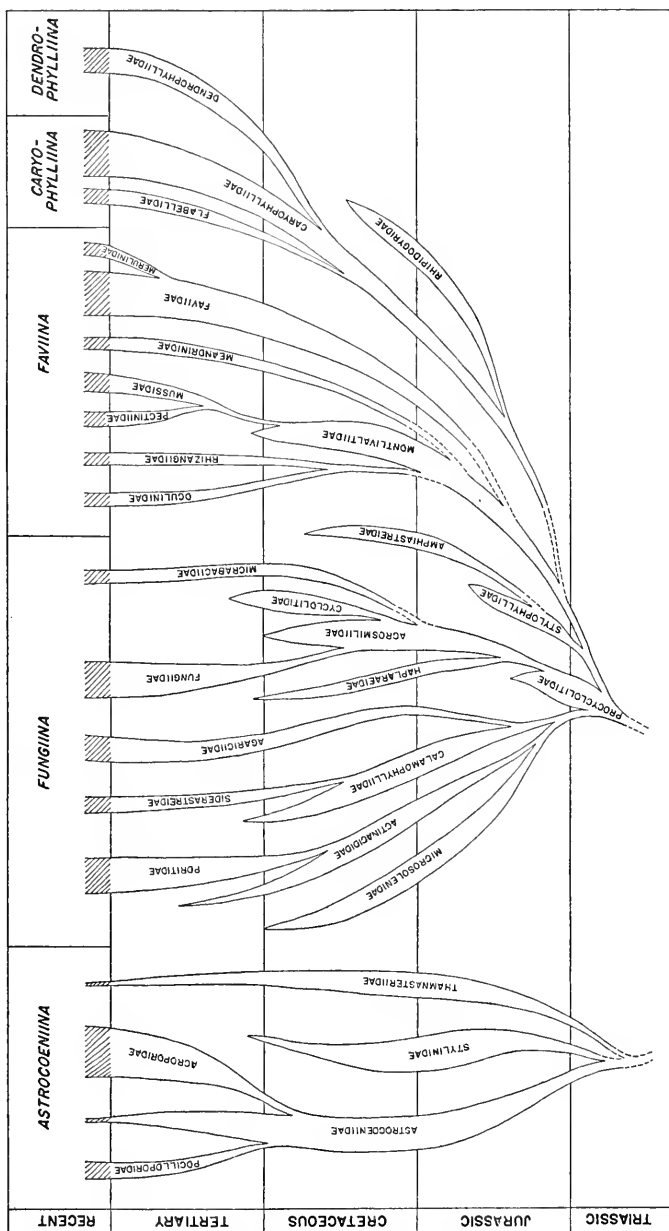 ASTROCOENIINA
FUNGIINA
FAVIINA
CARYO-
PHYLLIINA
DENDRO-
PHYLLIINA
RECENT
TERTIARY
CRETACEOUS
JURASSIC
TRIASSIC
POCILLOPORIDAE
ACROPORIDAE
ASTROCOENIIDAE
STYLINIDAE
THAMNASTERIIDAE
PORITIDAE
SIDERASTREIDAE
AGARICIIDAE
FUNGIIDAE
MICRABACIIDAE
CYCLOLITIDAE
AGROSMILIIDAE
HAPLARAEIDAE
CALAMOPHYLLIIDAE
ACTINACIDIDAE
MICROSOLENIDAE
AMPHIASTREIDAE
STYLOPHYLLIDAE
PROCYCLOLITIDAE
OCULINIDAE
RHIZANGIIDAE
PECTINIIDAE
MUSSIDAE
MONTLIVALTIIDAE
MEANDRINIDAE
FAVIIDAE
MERULINIDAE
FLABELLIDAE
CARYOPHYLLIIDAE
RHIPIDOGYRIDAE
DENDROPHYLLIIDAE